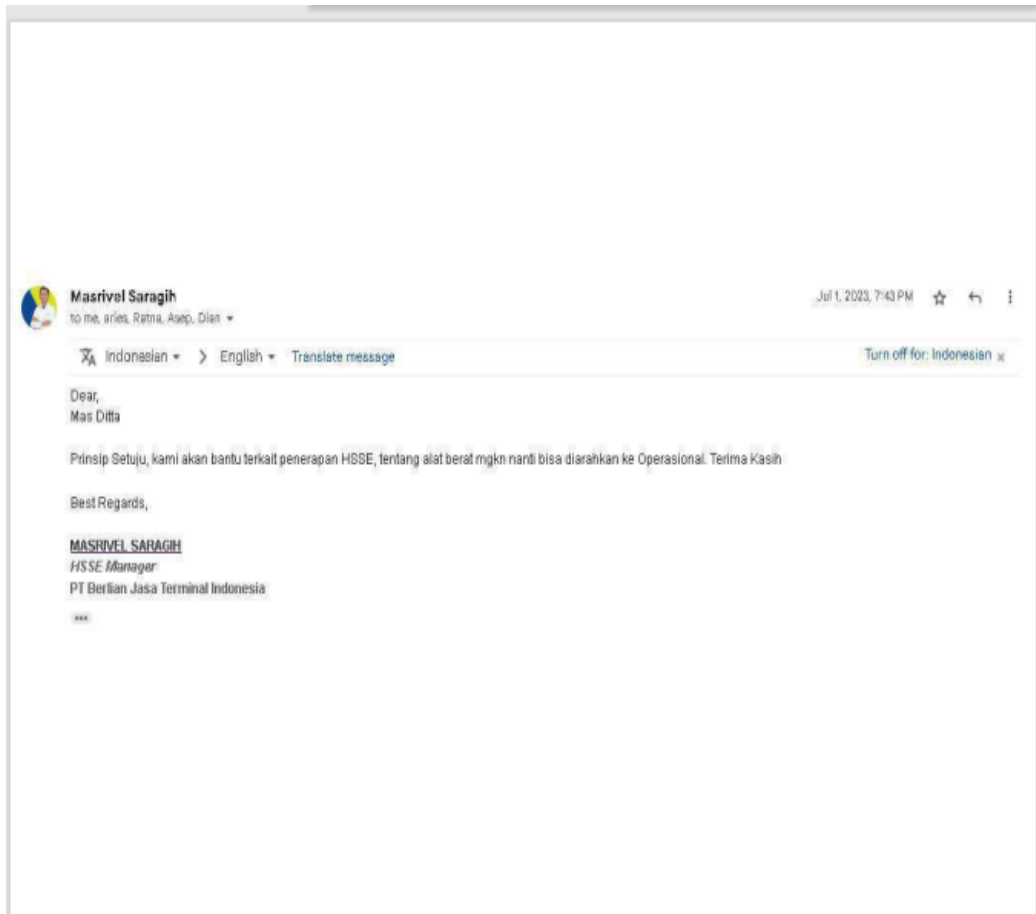 Masrivel Saragih
Jul 1, 2023, 7:43 PM
to me, aries, Ratna, Asep, Dian
Indonesian > English Translate message
Turn off for: Indonesian x
Dear,
Mas Ditta
Prinsip Setuju, kami akan bantu terkait penerapan HSSE, tentang alat berat mgkn nanti bisa diarahkan ke Operasional. Terima Kasih
Best Regards,
MASRIVEL SARAGIH
HSSE Manager
PT Berlian Jasa Terminal Indonesia